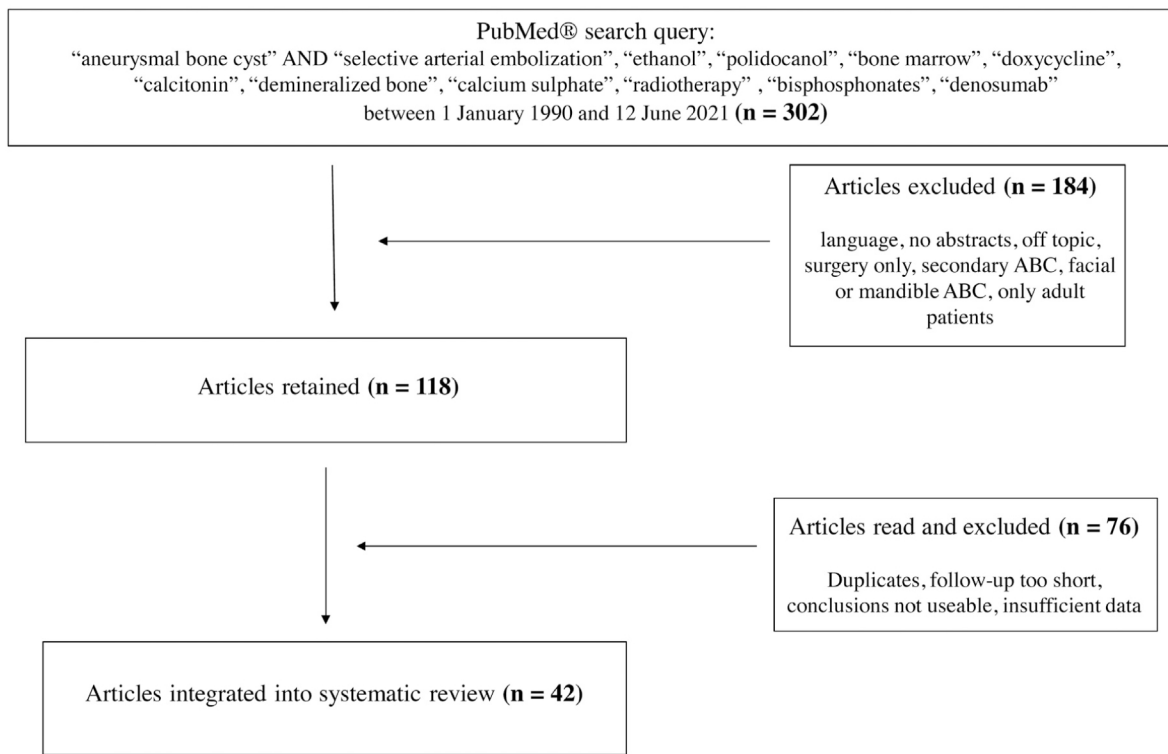 PubMed® search query:
“aneurysmal bone cyst” AND “selective arterial embolization”, “ethanol”, “polidocanol”, “bone marrow”, “doxycycline”,
“calcitonin”, “demineralized bone”, “calcium sulphate”, “radiotherapy” , “bisphosphonates”, “denosumab”
between 1 January 1990 and 12 June 2021 (n = 302)
Articles excluded (n = 184)
language, no abstracts, off topic,
surgery only, secondary ABC, facial
or mandible ABC, only adult
patients
Articles retained (n = 118)
Articles read and excluded (n = 76)
Duplicates, follow-up too short,
conclusions not useable, insufficient data
Articles integrated into systematic review (n = 42)